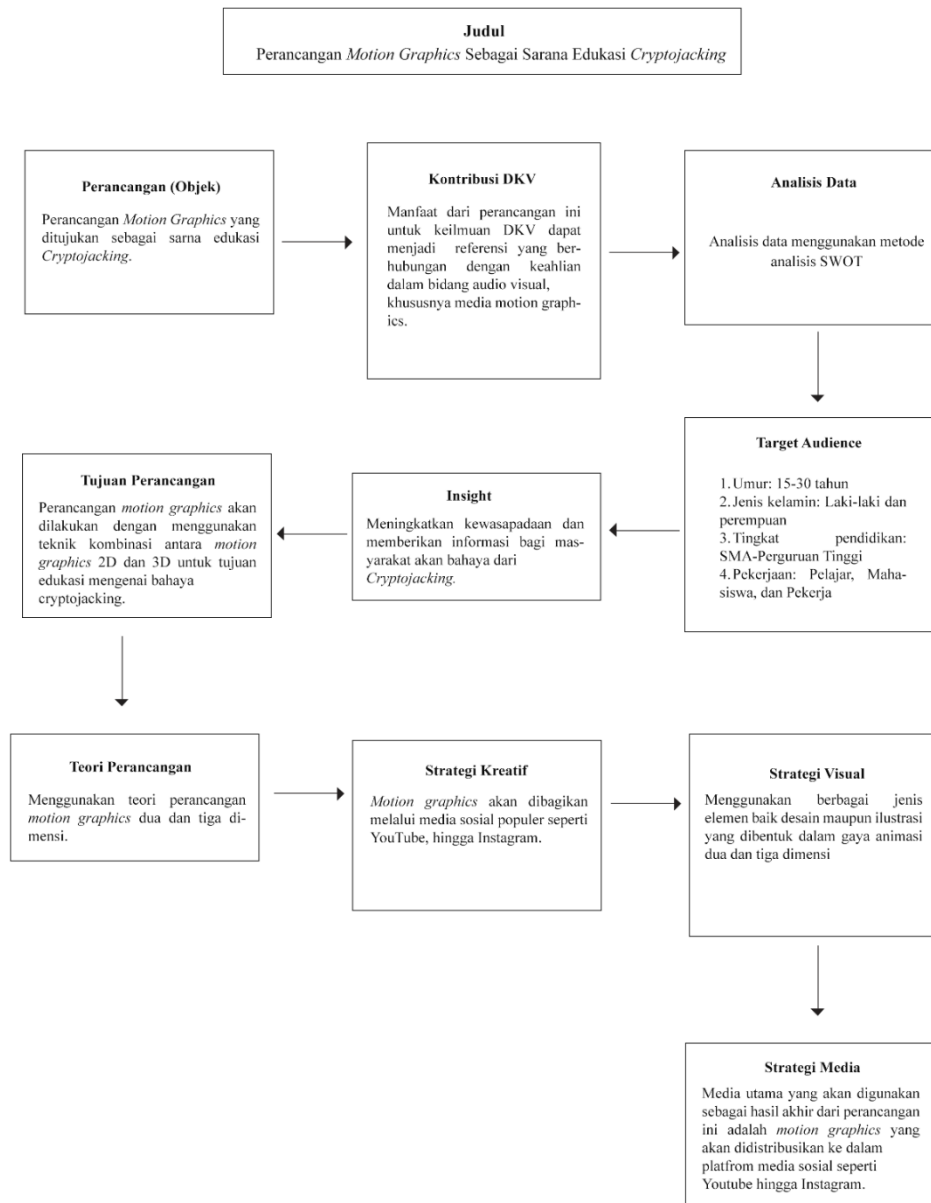 Judul
Perancangan Motion Graphics Sebagai Sarana Edukasi Cryptojacking
Perancangan (Objek)
Perancangan Motion Graphics yang
ditujukan sebagai sarna edukasi
Cryptojacking.
Kontribusi DKV
Manfaat dari perancangan ini
untuk keilmuan DKV dapat
menjadi referensi yang ber-
hubungan dengan keahlian
dalam bidang audio visual,
khususnya media motion graph-
ics.
Analisis Data
Analisis data menggunakan metode
analisis SWOT
Target Audience
1. Umur: 15-30 tahun
2. Jenis kelamin: Laki-laki dan
perempuan
3. Tingkat pendidikan:
SMA-Perguruan Tinggi
4. Pekerjaan: Pelajar, Maha-
siswa, dan Pekerja
Insight
Meningkatkan kewasapadaan dan
memberikan informasi bagi mas-
yarakat akan bahaya dari
Cryptojacking.
Tujuan Perancangan
Perancangan motion graphics akan
dilakukan dengan menggunakan
teknik kombinasi antara motion
graphics 2D dan 3D untuk tujuan
edukasi mengenai bahaya
cryptojacking.
Teori Perancangan
Menggunakan teori perancangan
motion graphics dua dan tiga di-
mensi.
Strategi Kreatif
Motion graphics akan dibagikan
melalui media sosial populer seperti
YouTube, hingga Instagram.
Strategi Visual
Menggunakan berbagai jenis
elemen baik desain maupun ilustrasi
yang dibentuk dalam gaya animasi
dua dan tiga dimensi
Strategi Media
Media utama yang akan digunakan
sebagai hasil akhir dari perancangan
ini adalah motion graphics yang
akan didistribusikan ke dalam
platfrom media sosial seperti
Youtube hingga Instagram.